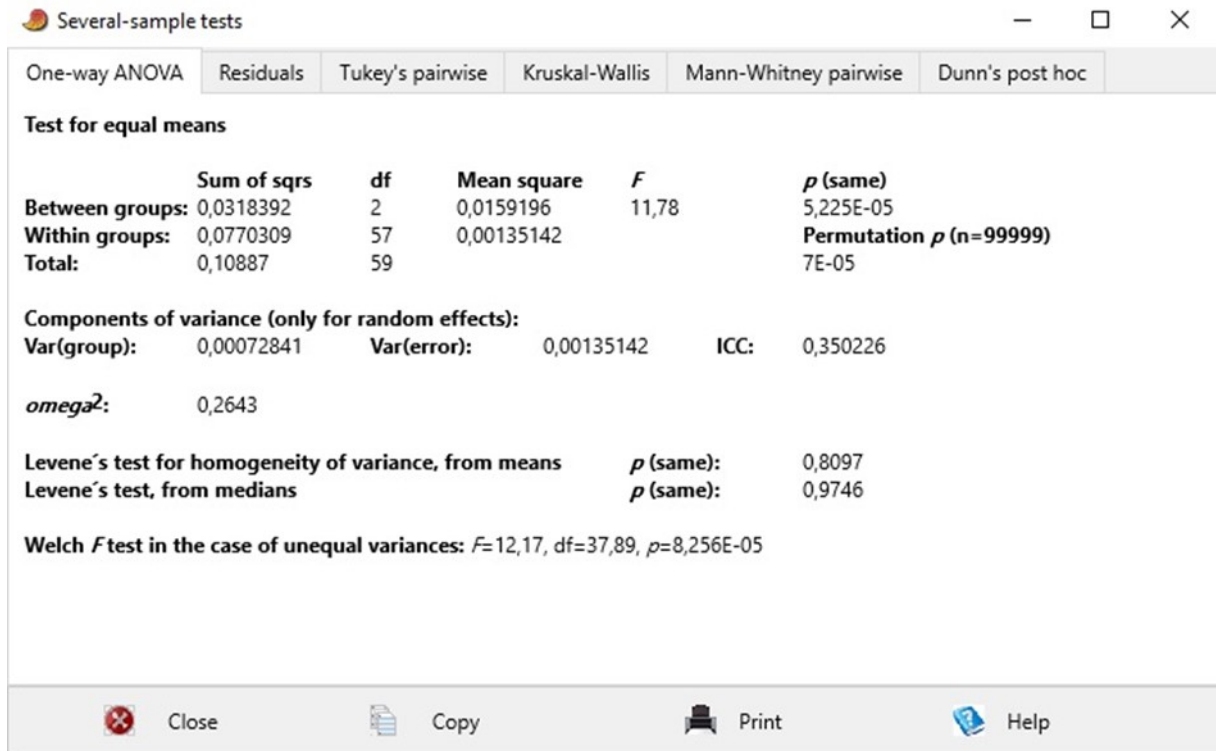 Several-sample tests
One-way ANOVA Residuals Tukey's pairwise Kruskal-Wallis Mann-Whitney pairwise Dunn's post hoc
Test for equal means
Sum of sqrs df Mean square F p (same)
Between groups: 0,0318392 2 0,0159196 11,78 5,225E-05
Within groups: 0,0770309 57 0,00135142 Permutation p (n=99999)
Total: 0,10887 59 7E-05
Components of variance (only for random effects):
Var(group): 0,00072841 Var(error): 0,00135142 ICC: 0,350226
omega2: 0,2643
Levene´s test for homogeneity of variance, from means p (same): 0,8097
Levene´s test, from medians p (same): 0,9746
Welch F test in the case of unequal variances: F=12,17, df=37,89, p=8,256E-05
Close Copy Print Help